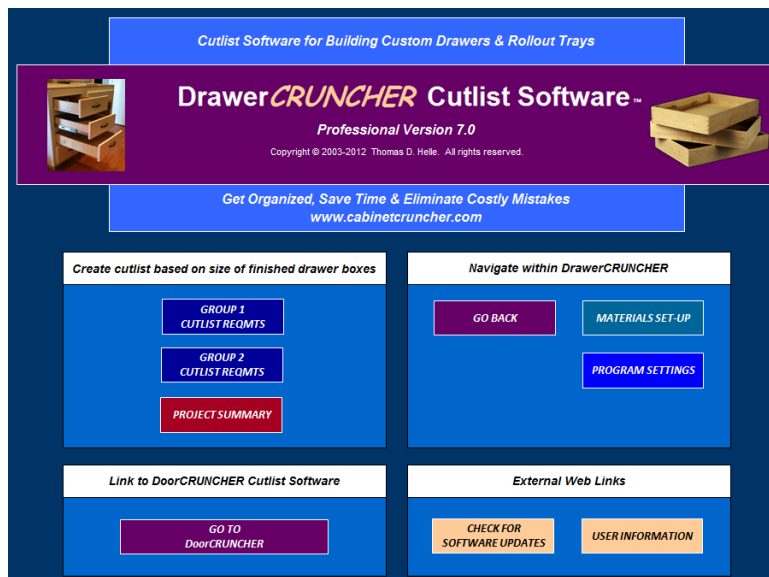 Cutlist Software for Building Custom Drawers & Rollout Trays
DrawerCRUNCHER Cutlist Software™
Professional Version 7.0
Copyright © 2003-2012 Thomas D. Helle. All rights reserved.
Get Organized, Save Time & Eliminate Costly Mistakes
www.cabinetcruncher.com
Create cutlist based on size of finished drawer boxes
GROUP 1
CUTLIST REQMTS
GROUP 2
CUTLIST REQMTS
PROJECT SUMMARY
Navigate within DrawerCRUNCHER
GO BACK
MATERIALS SET-UP
PROGRAM SETTINGS
Link to DoorCRUNCHER Cutlist Software
GO TO
DoorCRUNCHER
External Web Links
CHECK FOR
SOFTWARE UPDATES
USER INFORMATION